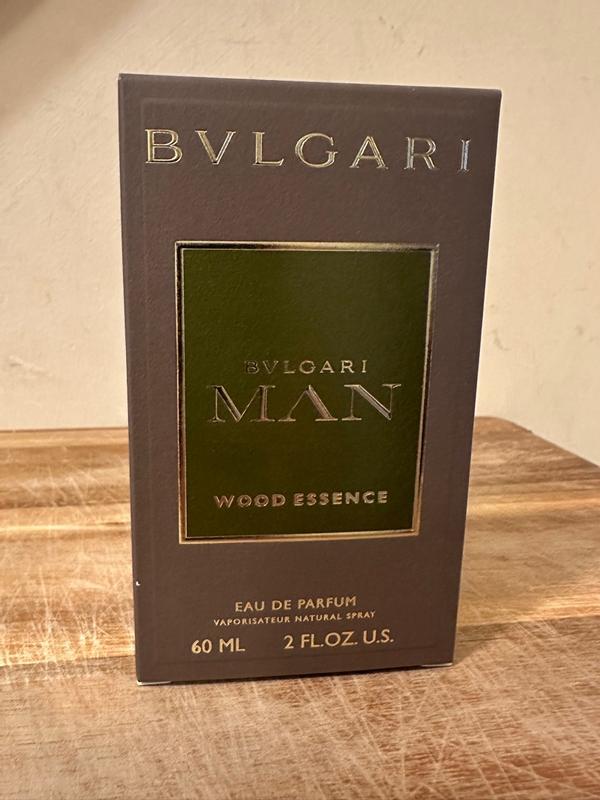 BVLGARI
BVLGARI
MAN
WOOD ESSENCE
EAU DE PARFUM
VAPORISATEUR NATURAL SPRAY
60 ML 2 FL.OZ. U.S.